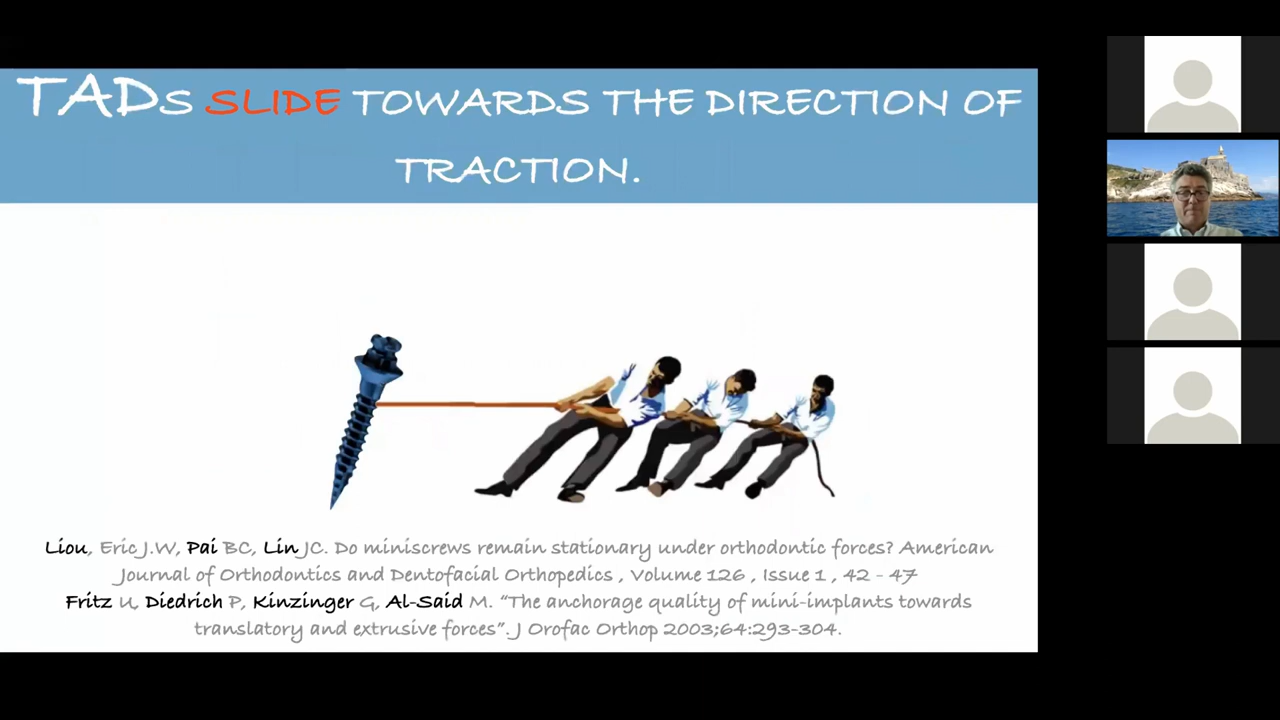 TADs SLIDE TOWARDS THE DIRECTION OF
TRACTION.
Liou, Eric J.W, Pai BC, Lin JC. Do miniscrews remain stationary under orthodontic forces? American
Journal of Orthodontics and Dentofacial Orthopedics , Volume 126 , Issue 1 , 42 - 47
Fritz U, Diedrich P, Kinzinger G, Al-Said M. “The anchorage quality of mini-implants towards
translatory and extrusive forces”. J Orofac Orthop 2003;64:293-304.